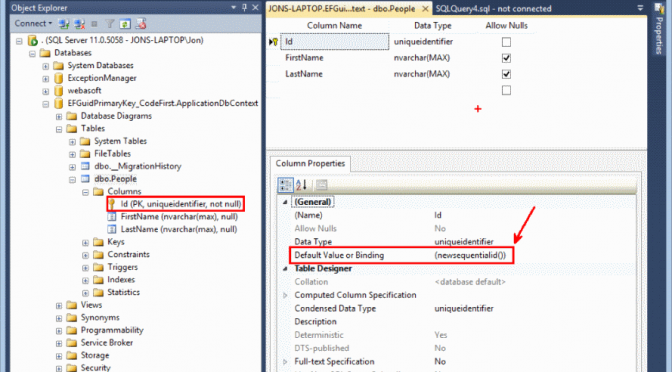 Object Explorer
Connect
. (SQL Server 11.0.5058 - JONS-LAPTOP\Jon)
Databases
System Databases
ExceptionManager
webasoft
EFGuidPrimaryKey_CodeFirst.ApplicationDbContext
Database Diagrams
Tables
System Tables
FileTables
dbo.__MigrationHistory
dbo.People
Columns
Id (PK, uniqueidentifier, not null)
FirstName (nvarchar(max), null)
LastName (nvarchar(max), null)
Keys
Constraints
Triggers
Indexes
Statistics
Views
Synonyms
Programmability
Service Broker
Storage
Security
JONS-LAPTOP.EFGui...text - dbo.People
SQLQuery4.sql - not connected
Column Name Data Type Allow Nulls
Id uniqueidentifier
FirstName nvarchar(MAX)
LastName nvarchar(MAX)
Column Properties
(General)
(Name) Id
Allow Nulls No
Data Type uniqueidentifier
Default Value or Binding (newsequentialid())
Table Designer
Collation <database default>
Computed Column Specification
Condensed Data Type uniqueidentifier
Description
Deterministic Yes
DTS-published No
Full-text Specification No
Properties